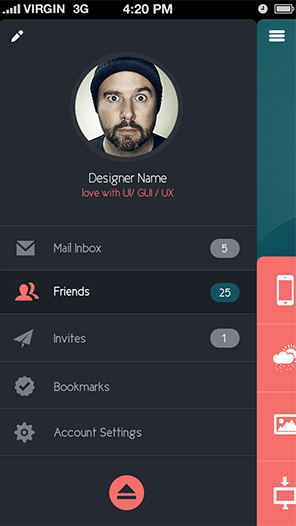 VIRGIN 3G 4:20 PM
Designer Name
love with UI/ GUI / UX
Mail Inbox 5
Friends 25
Invites 1
Bookmarks
Account Settings